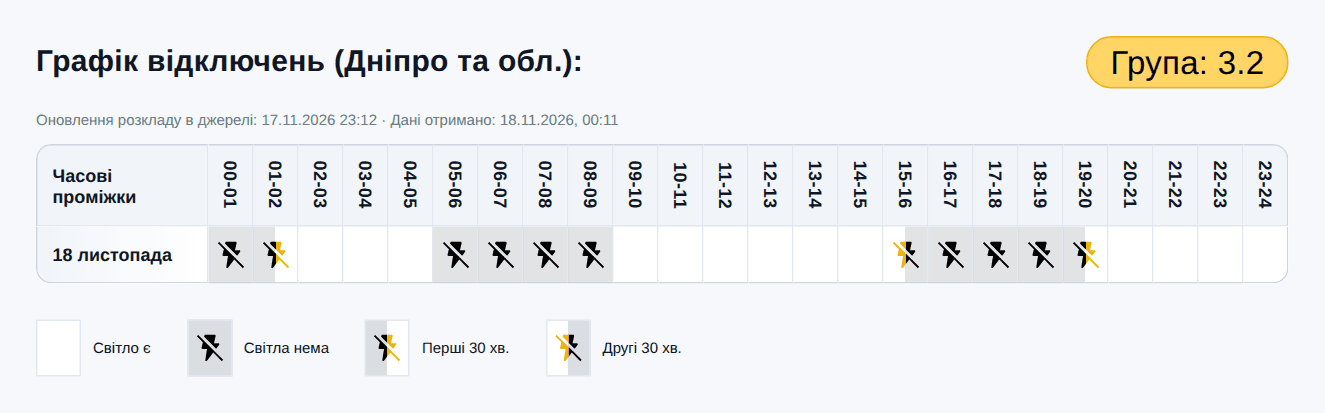 Графік відключень (Дніпро та обл.):
Група: 3.2
Оновлення розкладу в джерелі: 17.11.2026 23:12 · Дані отримано: 18.11.2026, 00:11
Часові проміжки 00-01 01-02 02-03 03-04 04-05 05-06 06-07 07-08 08-09 09-10 10-11 11-12 12-13 13-14 14-15 15-16 16-17 17-18 18-19 19-20 20-21 21-22 22-23 23-24
18 листопада
Світло є Світла нема Перші 30 хв. Другі 30 хв.